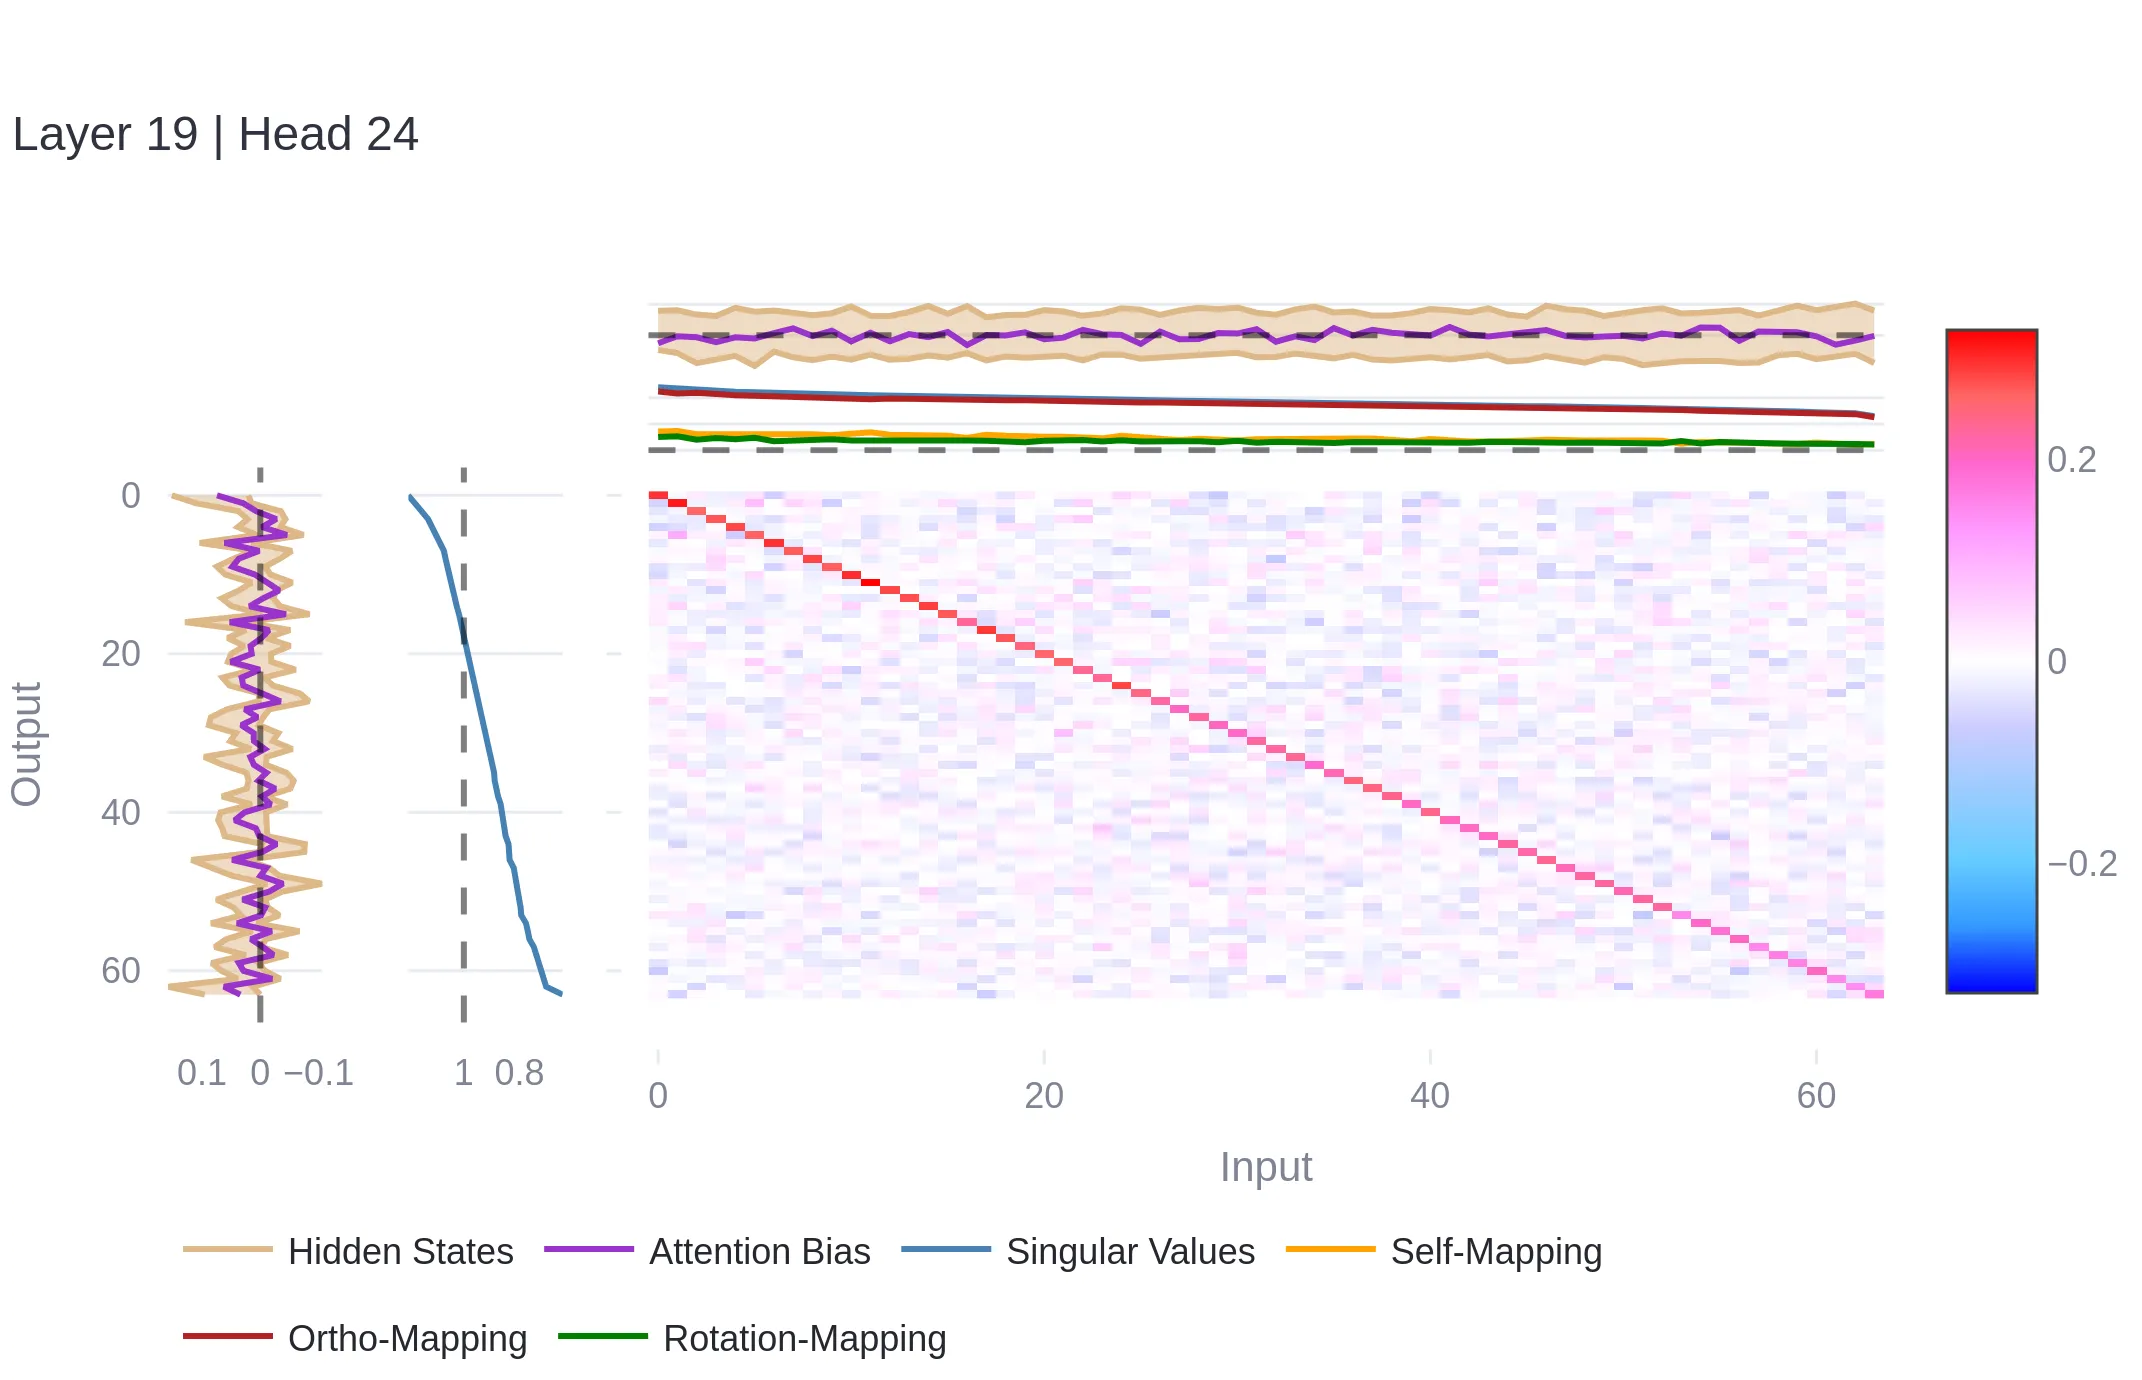 Layer 19 | Head 24
0
20
40
60
Output
0.1 0 −0.1
1 0.8
0 20 40 60
Input
0.2
0
−0.2
Hidden States Attention Bias Singular Values Self-Mapping
Ortho-Mapping Rotation-Mapping